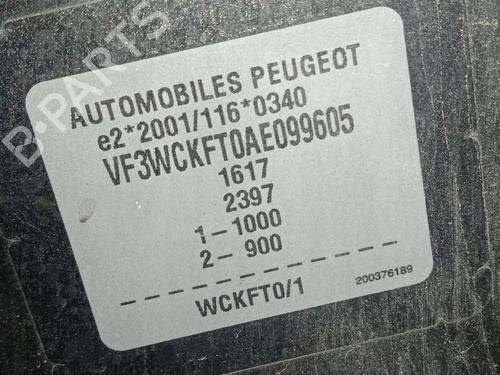 AUTOMOBILES PEUGEOT
e2*2001/116*0340
VF3WCKFT0AE099605
1617
2397
1-1000
2-900
WCKFT0/1
200376189
B-PARTS